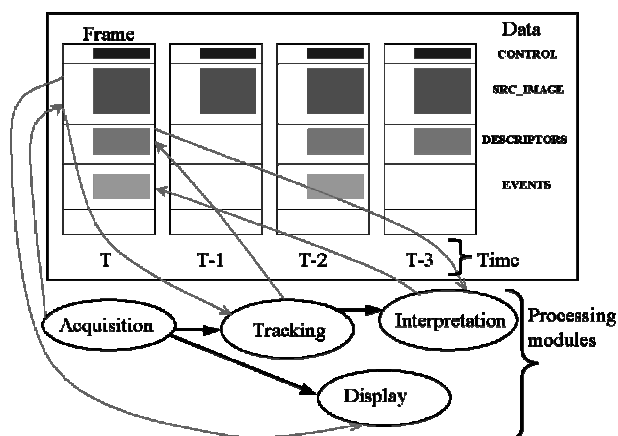 Frame
Data
CONTROL
SRC_IMAGE
DESCRIPTORS
EVENTS
T T-1 T-2 T-3 Time
Acquisition
Tracking
Interpretation
Processing
modules
Display